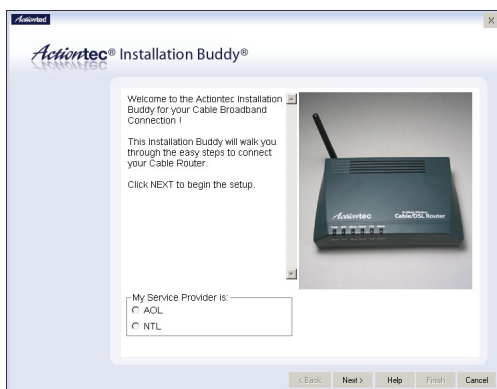 Actiontec
X
Actiontec® Installation Buddy®
Welcome to the Actiontec Installation
Buddy for your Cable Broadband
Connection !
This Installation Buddy will walk you
through the easy steps to connect
your Cable Router.
Click NEXT to begin the setup.
Actiontec
Cable/DSL Router
My Service Provider is:
AOL
NTL
< Back
Next >
Help
Finish
Cancel